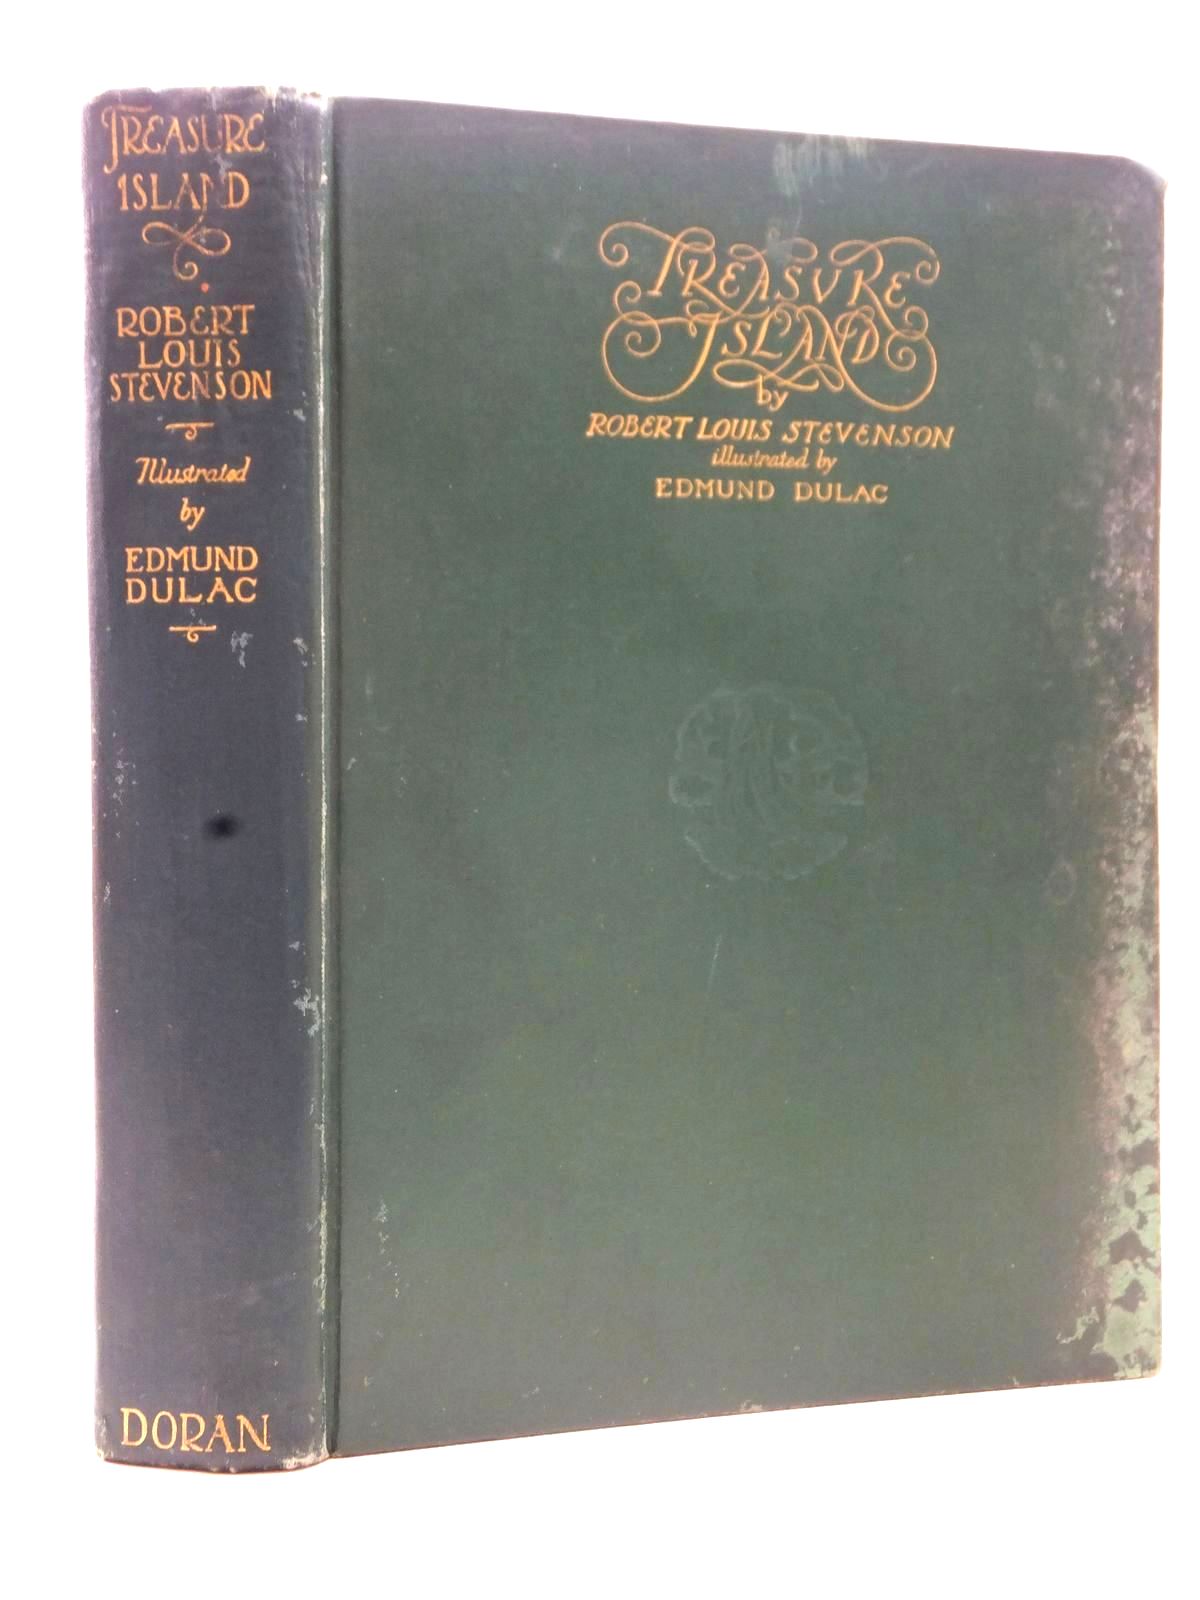 TREASURE
ISLAND
ROBERT
LOUIS
STEVENSON
Illustrated
by
EDMUND
DULAC
DORAN
TREASVRE
ISLAND
by
ROBERT LOUIS STEVENSON
illustrated by
EDMUND DULAC